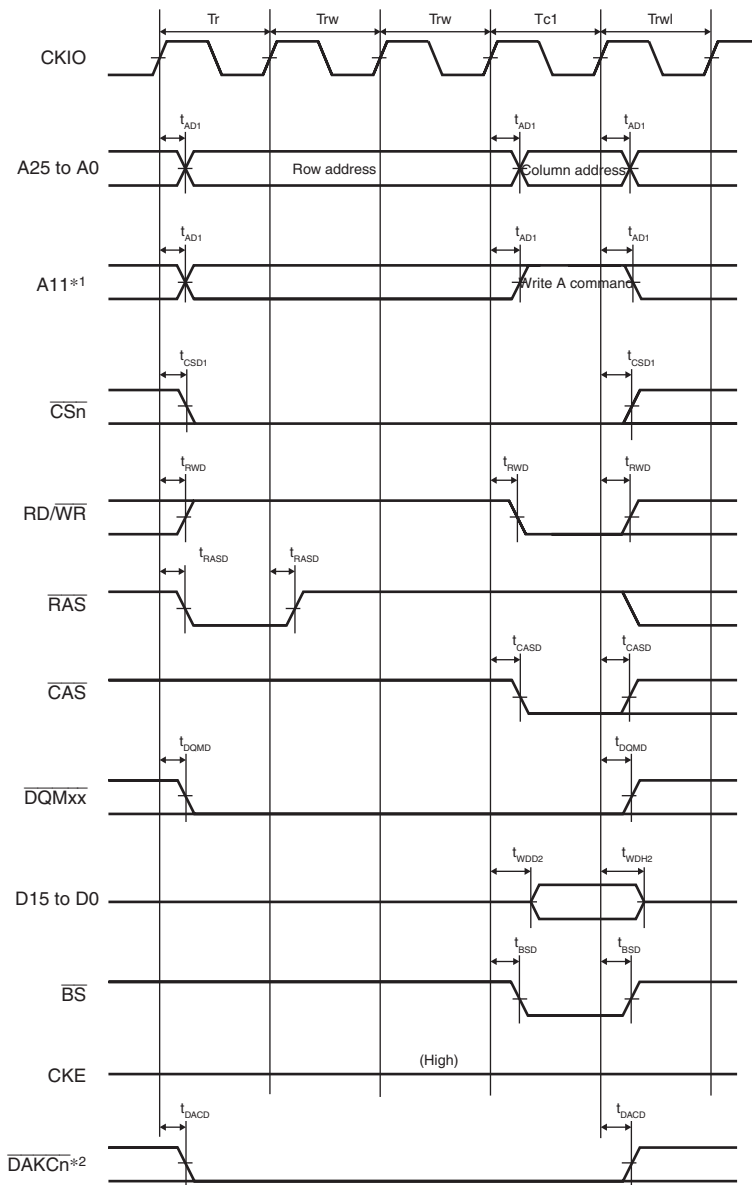 Tr Trw Trw Tc1 Trwl
CKIO
tAD1 tAD1 tAD1
A25 to A0 Row address Column address
tAD1 tAD1 tAD1
A11*1 Write A command
tCSD1 tCSD1
CSn
tRWD tRWD tRWD
RD/WR
tRASD tRASD
RAS
tCASD tCASD
CAS
tDQMD tDQMD
DQMxx
tWDD2 tWDH2
D15 to D0
tBSD tBSD
BS
(High)
CKE
tDACD tDACD
DAKCn*2